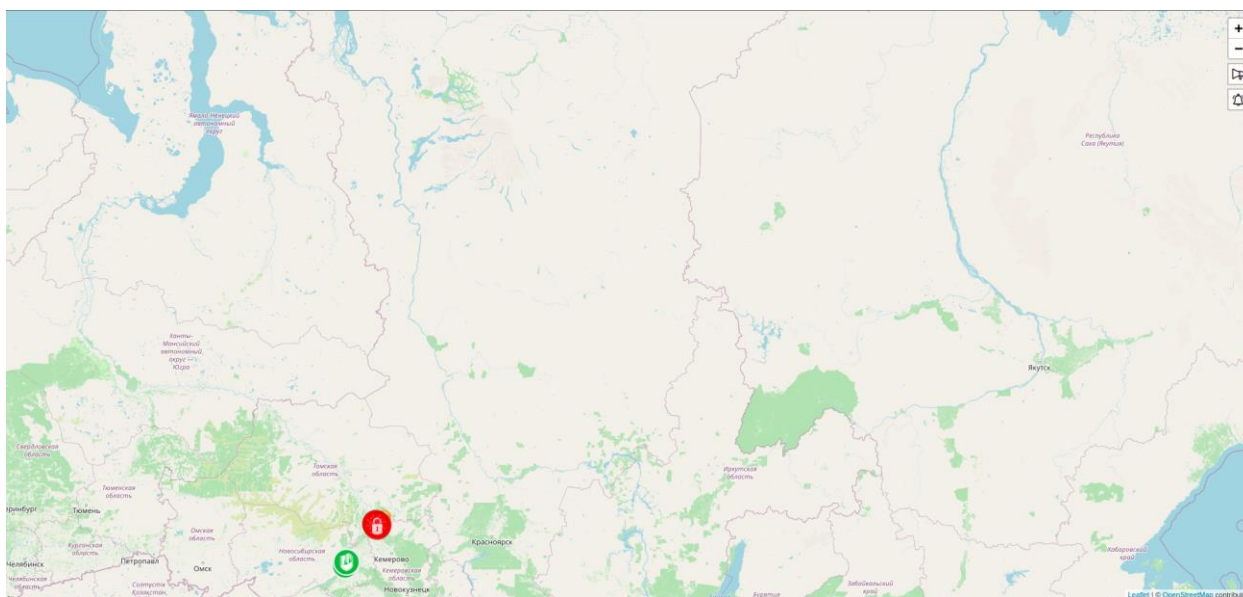 +
−
Ямало-Ненецкий
автономный
округ
Республика
Саха (Якутия)
Ханты-
Мансийский
автономный
округ —
Югра
Якутск
Свердловская
область
Томская
область
Иркутская
область
Тюменская
область
Тюмень
Омская
область
Красноярск
Курганская
область
Новосибирская
область
Кемерово
Петропавл
Омск
Челябинск
Хабаровский
край
Кемеровская
область
Челябинская
область
Забайкальский
край
Новокузнецк
Leaflet | © OpenStreetMap